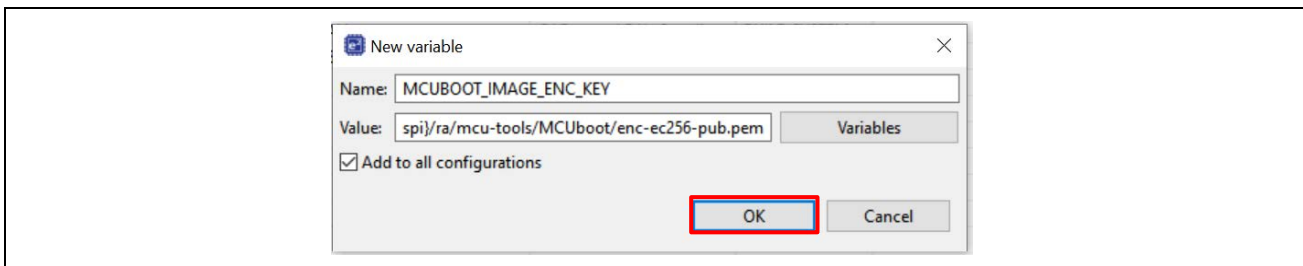 New variable
Name: MCUBOOT_IMAGE_ENC_KEY
Value: spi}/ra/mcu-tools/MCUboot/enc-ec256-pub.pem Variables
Add to all configurations
OK Cancel